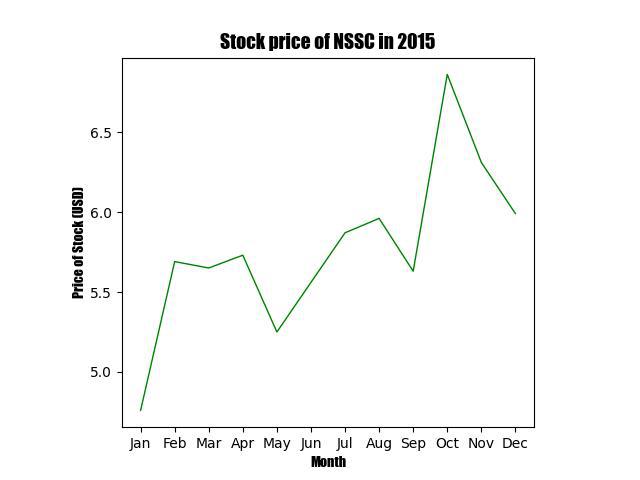 Stock price of NSSC in 2015
Price of Stock (USD)
6.5
6.0
5.5
5.0
Jan Feb Mar Apr May Jun Jul Aug Sep Oct Nov Dec
Month